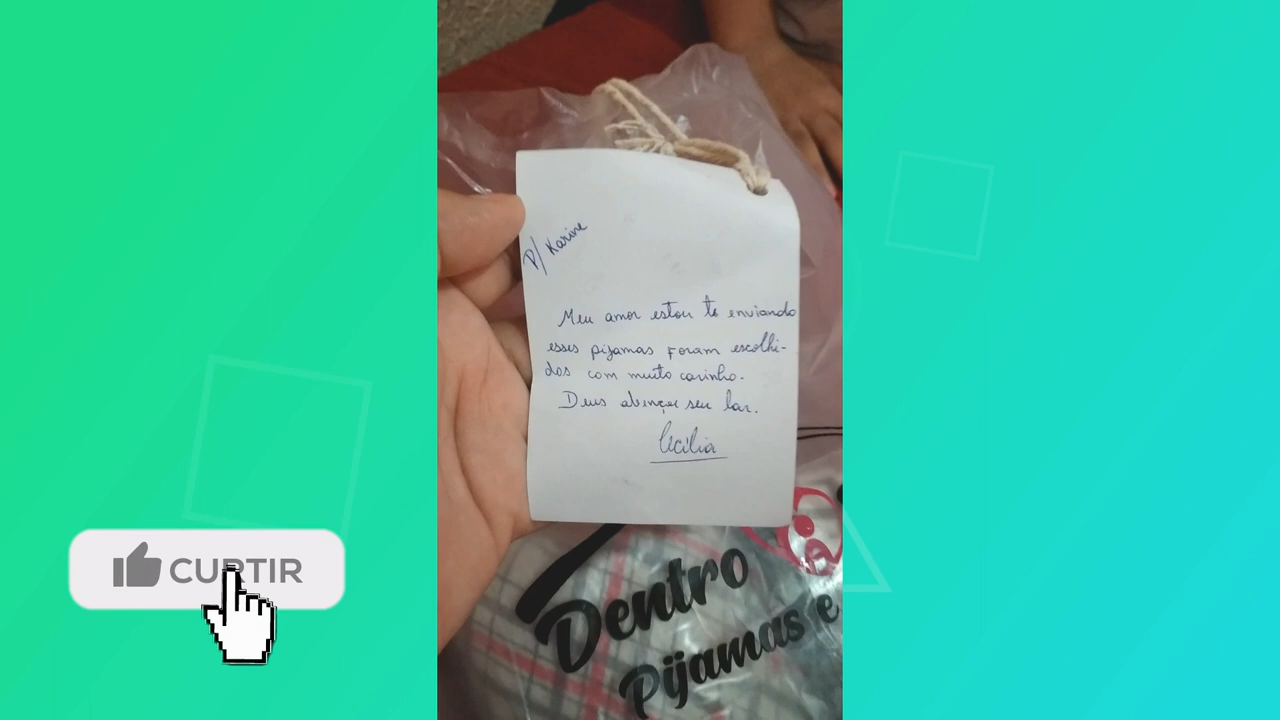 P/ Karine
Meu amor estou te enviando
esses pijamas foram escolhi-
dos com muito carinho.
Deus abençoe seu lar.
Cecilia
CURTIR
Dentro
Pijamas e